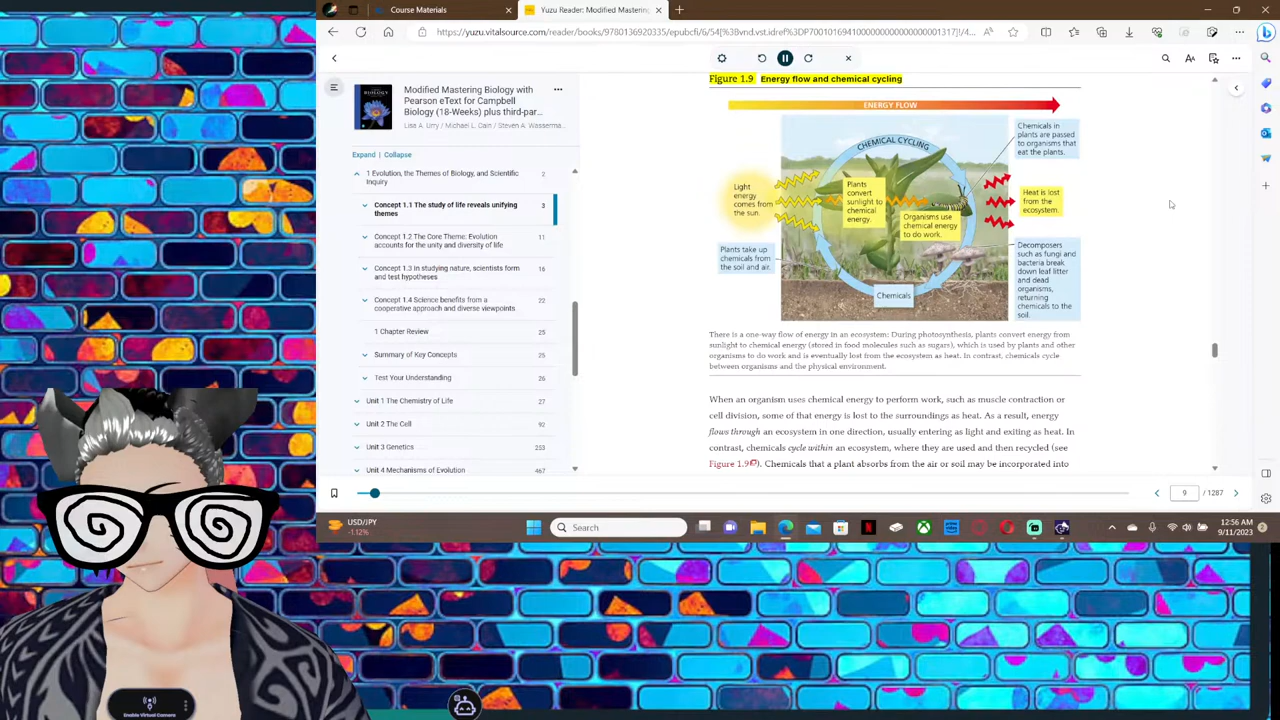 Course Materials
Yuzu Reader: Modified Mastering
https://yuzu.vitalsource.com/reader/books/9780136920335/epubcfi/6/54[%3Bvnd.vst.idref%3DP70010169410000000000000000001317]!/4...
Modified Mastering Biology with
Pearson eText for Campbell
Biology (18-Weeks) plus third-par...
Lisa A. Urry / Michael L. Cain / Steven A. Wasserma...
Expand | Collapse
1 Evolution, the Themes of Biology, and Scientific Inquiry 2
Concept 1.1 The study of life reveals unifying themes 3
Concept 1.2 The Core Theme: Evolution accounts for the unity and diversity of life 11
Concept 1.3 In studying nature, scientists form and test hypotheses 16
Concept 1.4 Science benefits from a cooperative approach and diverse viewpoints 22
1 Chapter Review 25
Summary of Key Concepts 25
Test Your Understanding 26
Unit 1 The Chemistry of Life 27
Unit 2 The Cell 92
Unit 3 Genetics 253
Unit 4 Mechanisms of Evolution 467
Figure 1.9 Energy flow and chemical cycling
ENERGY FLOW
CHEMICAL CYCLING
Chemicals in
plants are passed
to organisms that
eat the plants.
Light
energy
comes from
the sun.
Plants
convert
sunlight to
chemical
energy.
Organisms use
chemical energy
to do work.
Heat is lost
from the
ecosystem.
Plants take up
chemicals from
the soil and air.
Decomposers
such as fungi and
bacteria break
down leaf litter
and dead
organisms,
returning
chemicals to the
soil.
Chemicals
There is a one-way flow of energy in an ecosystem: During photosynthesis, plants convert energy from
sunlight to chemical energy (stored in food molecules such as sugars), which is used by plants and other
organisms to do work and is eventually lost from the ecosystem as heat. In contrast, chemicals cycle
between organisms and the physical environment.
When an organism uses chemical energy to perform work, such as muscle contraction or
cell division, some of that energy is lost to the surroundings as heat. As a result, energy
flows through an ecosystem in one direction, usually entering as light and exiting as heat. In
contrast, chemicals cycle within an ecosystem, where they are used and then recycled (see
Figure 1.9). Chemicals that a plant absorbs from the air or soil may be incorporated into
9 / 1287
USD/JPY
-1.12%
Search
12:56 AM
9/11/2023
Enable Virtual Camera